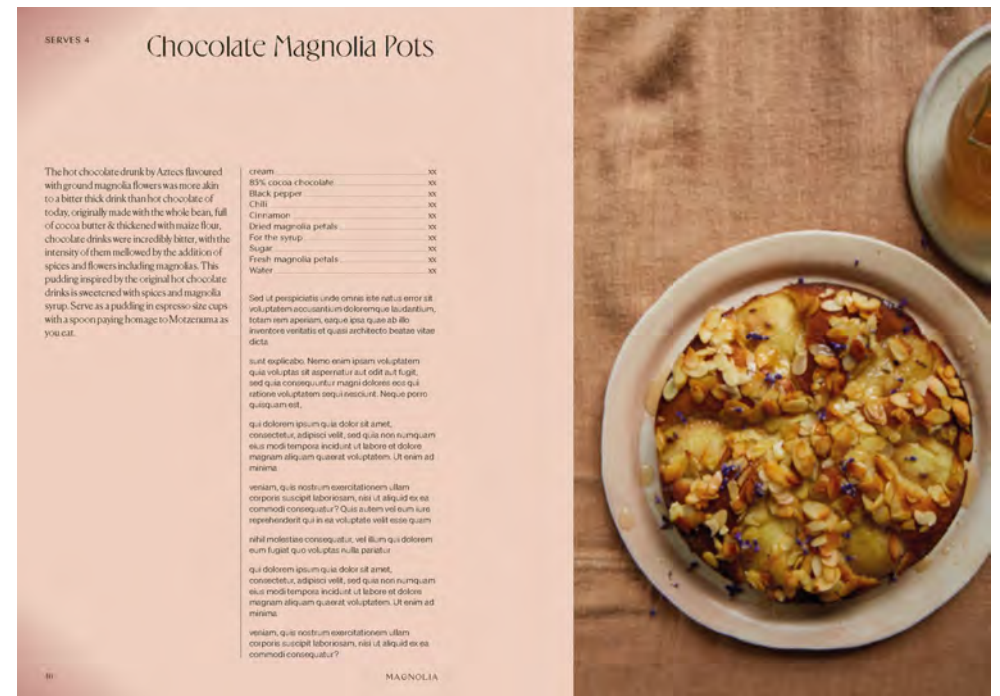 SERVES 4
Chocolate Magnolia Pots
The hot chocolate drunk by Aztecs flavoured
with ground magnolia flowers was more akin
to a bitter thick drink than hot chocolate of
today, originally made with the whole bean, full
of cocoa butter & thickened with maize flour,
chocolate drinks were incredibly bitter, with the
intensity of them mellowed by the addition of
spices and flowers including magnolias. This
pudding inspired by the original hot chocolate
drinks is sweetened with spices and magnolia
syrup. Serve as a pudding in espresso size cups
with a spoon paying homage to Motzenuma as
you eat.
cream xx
85% cocoa chocolate xx
Black pepper xx
Chili xx
Cinnamon xx
Dried magnolia petals xx
For the syrup xx
Sugar xx
Fresh magnolia petals xx
Water xx
Sed ut perspiciatis unde omnis iste natus error sit
voluptatem accusantium doloremque laudantium,
totam rem aperiam, eaque ipsa quae ab illo
inventore veritatis et quasi architecto beatae vitae
dicta
sunt explicabo. Nemo enim ipsam voluptatem
quia voluptas sit aspernatur aut odit aut fugit,
sed quia consequuntur magni dolores eos qui
ratione voluptatem sequi nesciunt. Neque porro
quisquam est,
qui dolorem ipsum quia dolor sit amet,
consectetur, adipisci velit, sed quia non numquam
eius modi tempora incidunt ut labore et dolore
magnam aliquam quaerat voluptatem. Ut enim ad
minima
veniam, quis nostrum exercitationem ullam
corporis suscipit laboriosam, nisi ut aliquid ex ea
commodi consequatur? Quis autem vel eum iure
reprehenderit qui in ea voluptate velit esse quam
nihil molestiae consequatur, vel illum qui dolorem
eum fugiat quo voluptas nulla pariatur
qui dolorem ipsum quia dolor sit amet,
consectetur, adipisci velit, sed quia non numquam
eius modi tempora incidunt ut labore et dolore
magnam aliquam quaerat voluptatem. Ut enim ad
minima
veniam, quis nostrum exercitationem ullam
corporis suscipit laboriosam, nisi ut aliquid ex ea
commodi consequatur?
MAGNOLIA